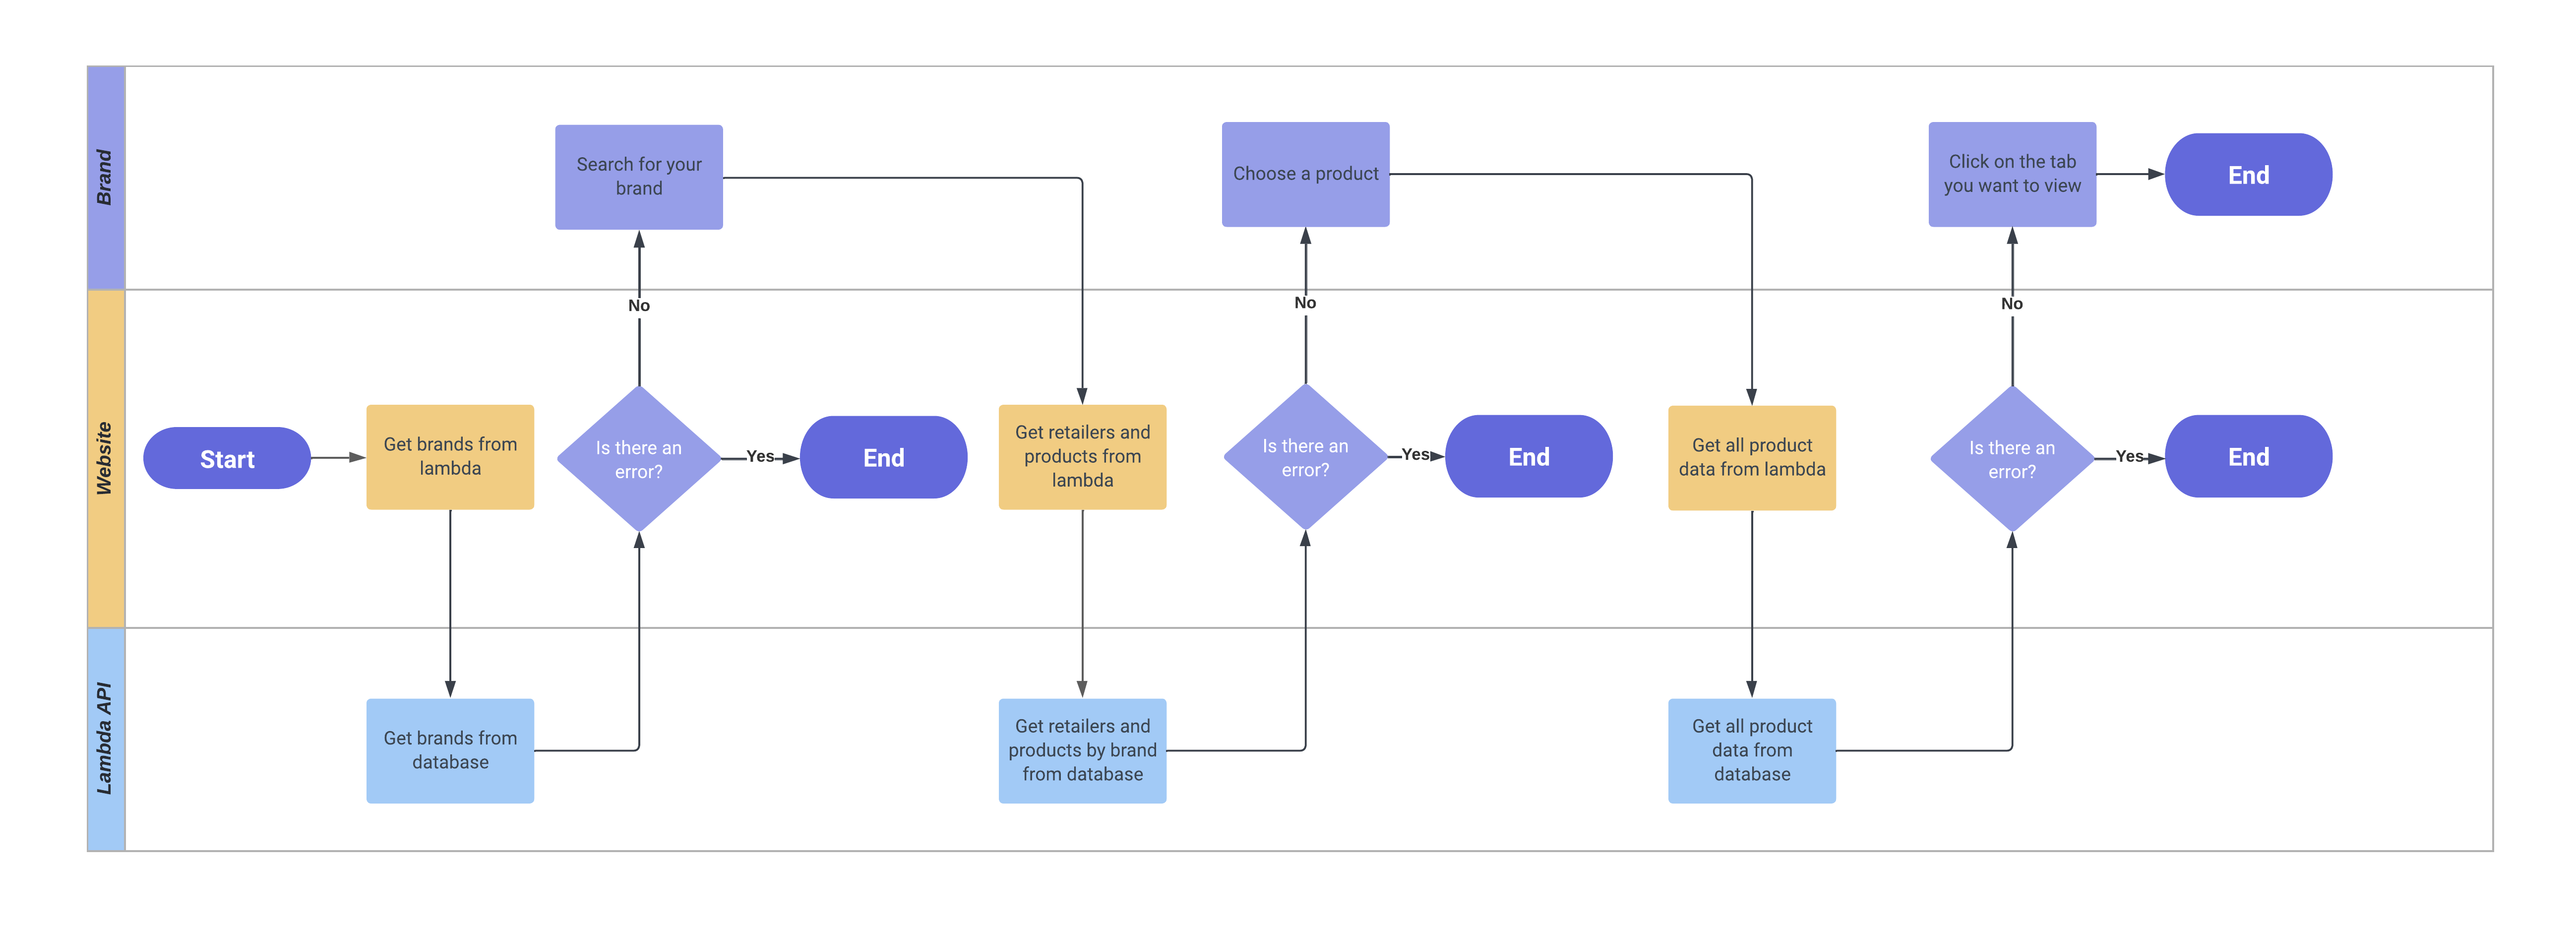 Brand
Search for your
brand
Choose a product
Click on the tab
you want to view
End
No
No
No
Website
Start
Get brands from
lambda
Is there an
error?
Yes
End
Get retailers and
products from
lambda
Is there an
error?
Yes
End
Get all product
data from lambda
Is there an
error?
Yes
End
Lambda API
Get brands from
database
Get retailers and
products by brand
from database
Get all product
data from
database